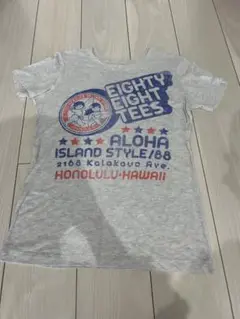 EIGHTY
EIGHT
TEES
ALOHA
ISLAND STYLE/88
2168 Kalakaua Ave.
HONOLULU·HAWAII